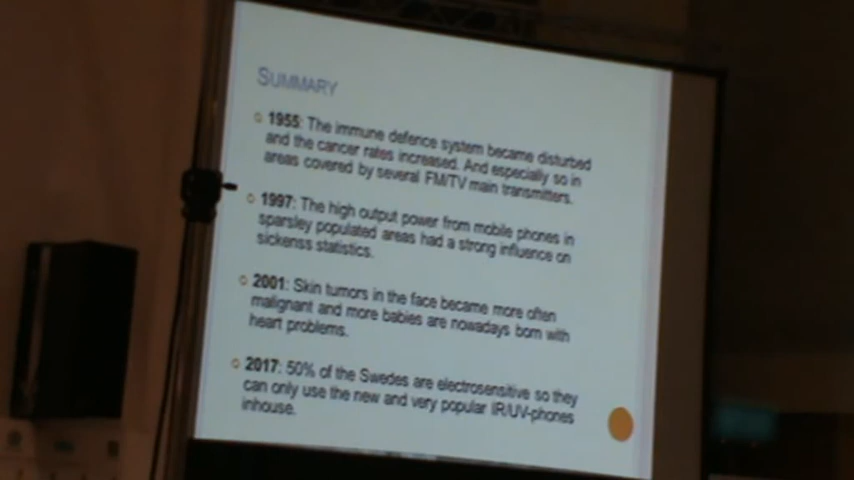 SUMMARY
1955: The immune defence system became disturbed
and the cancer rates increased. And especially so in
areas covered by several FM/TV main transmitters.
1997: The high output power from mobile phones in
sparsley populated areas had a strong influence on
sickenss statistics.
2001: Skin tumors in the face became more often
malignant and more babies are nowadays born with
heart problems.
2017: 50% of the Swedes are electrosensitive so they
can only use the new and very popular IR/UV-phones
inhouse.